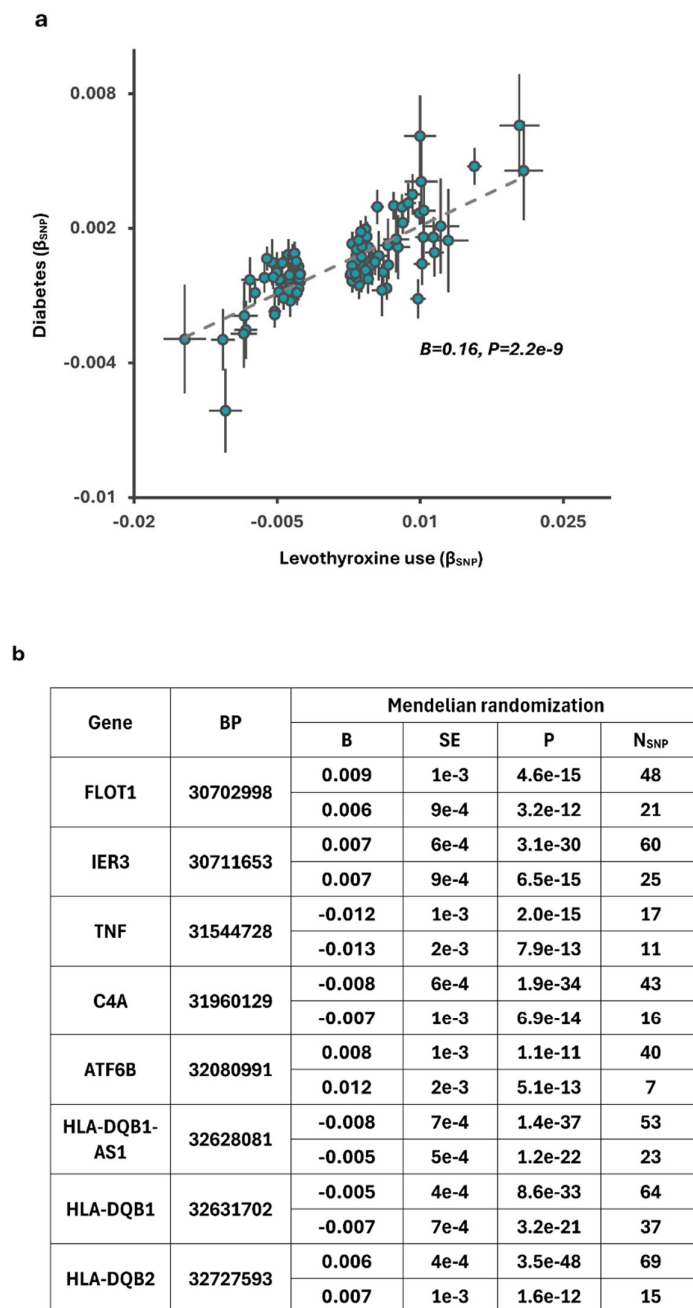 a
0.008
0.002
-0.004
-0.01
Diabetes (βSNP)
B=0.16, P=2.2e-9
-0.02 -0.005 0.01 0.025
Levothyroxine use (βSNP)
b
Gene BP Mendelian randomization
B SE P NSNP
FLOT1 30702998 0.009 1e-3 4.6e-15 48
0.006 9e-4 3.2e-12 21
IER3 30711653 0.007 6e-4 3.1e-30 60
0.007 9e-4 6.5e-15 25
TNF 31544728 -0.012 1e-3 2.0e-15 17
-0.013 2e-3 7.9e-13 11
C4A 31960129 -0.008 6e-4 1.9e-34 43
-0.007 1e-3 6.9e-14 16
ATF6B 32080991 0.008 1e-3 1.1e-11 40
0.012 2e-3 5.1e-13 7
HLA-DQB1-
AS1 32628081 -0.008 7e-4 1.4e-37 53
-0.005 5e-4 1.2e-22 23
HLA-DQB1 32631702 -0.005 4e-4 8.6e-33 64
-0.007 7e-4 3.2e-21 37
HLA-DQB2 32727593 0.006 4e-4 3.5e-48 69
0.007 1e-3 1.6e-12 15